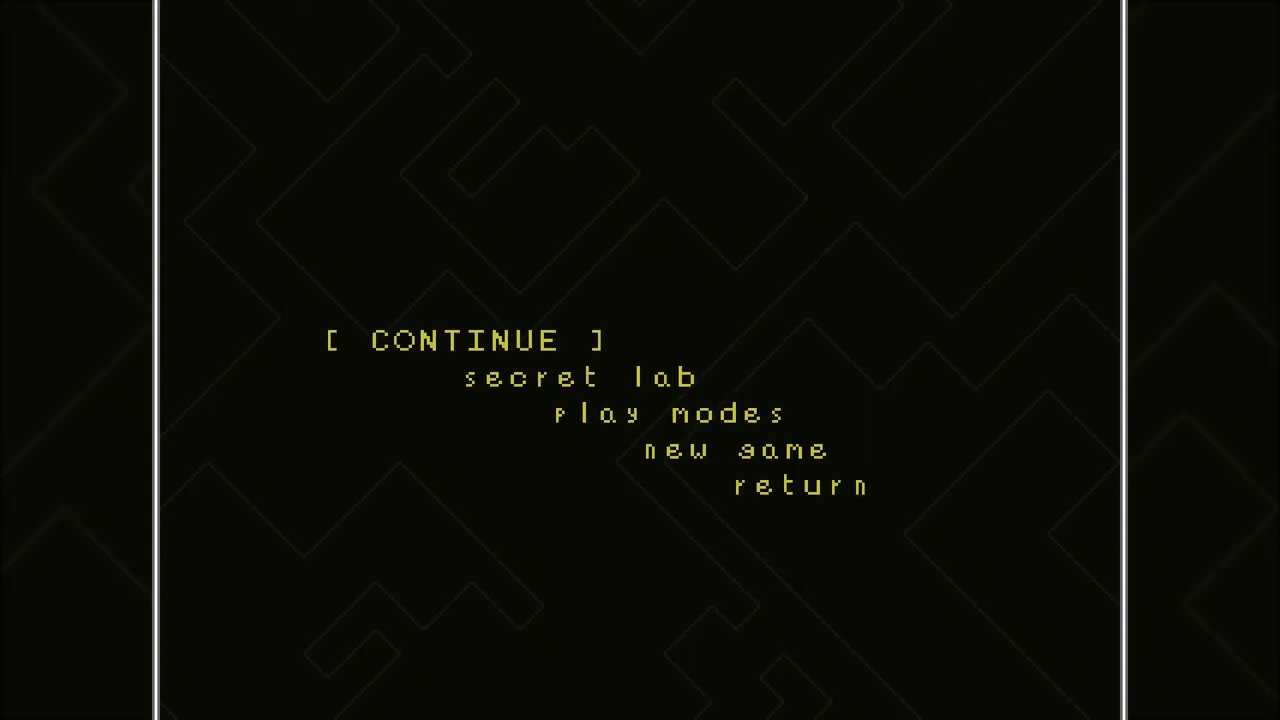 [ CONTINUE ]
secret lab
play modes
new game
return